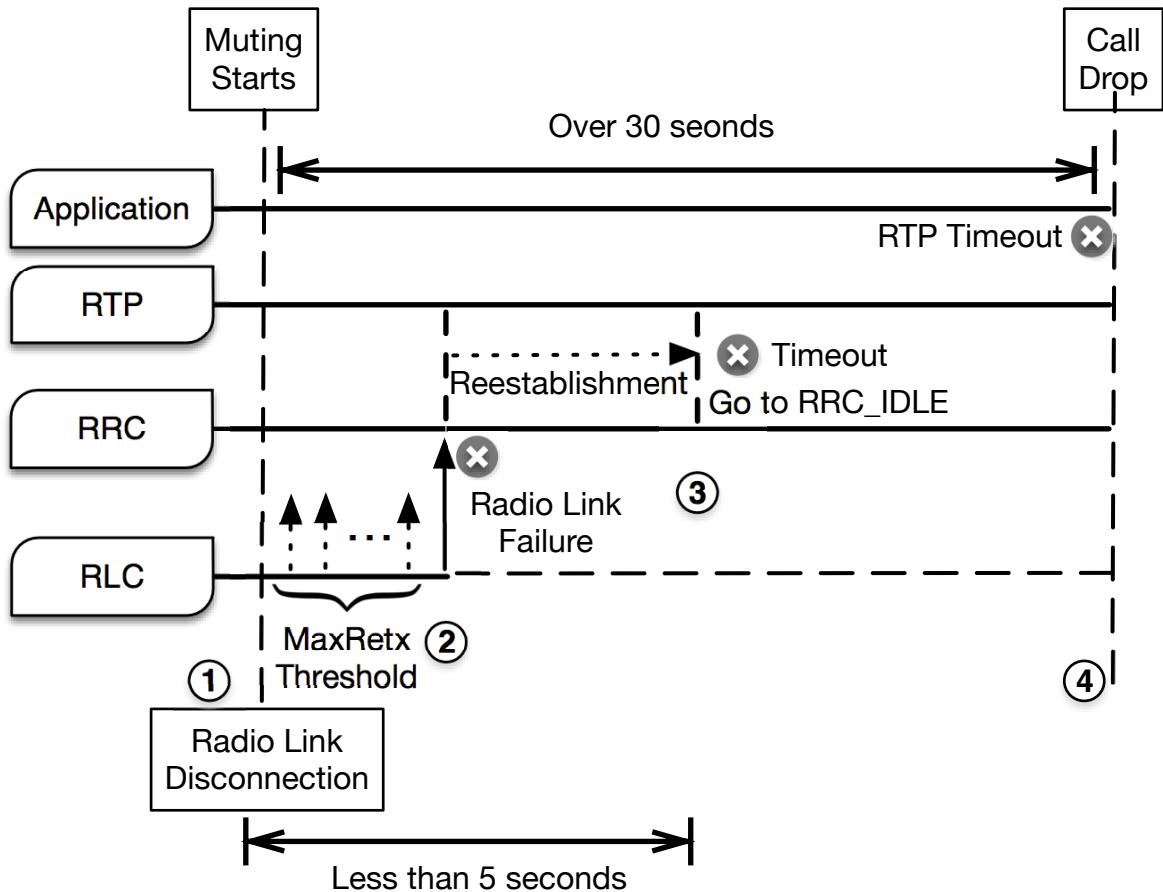 Muting
Starts
Call
Drop
Over 30 seonds
Application
RTP Timeout
RTP
Timeout
Reestablishment
Go to RRC_IDLE
RRC
Radio Link
Failure
3
...
RLC
MaxRetx
Threshold
2
1
4
Radio Link
Disconnection
Less than 5 seconds